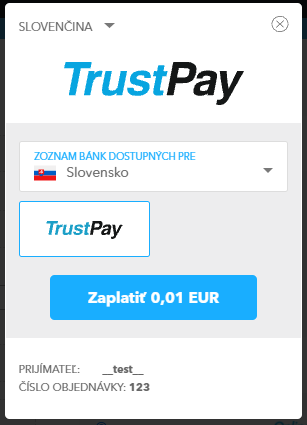 SLOVENČINA
TrustPay
ZOZNAM BÁNK DOSTUPNÝCH PRE
Slovensko
TrustPay
Zaplatiť 0,01 EUR
PRIJÍMATEĽ: __test__
ČÍSLO OBJEDNÁVKY: 123